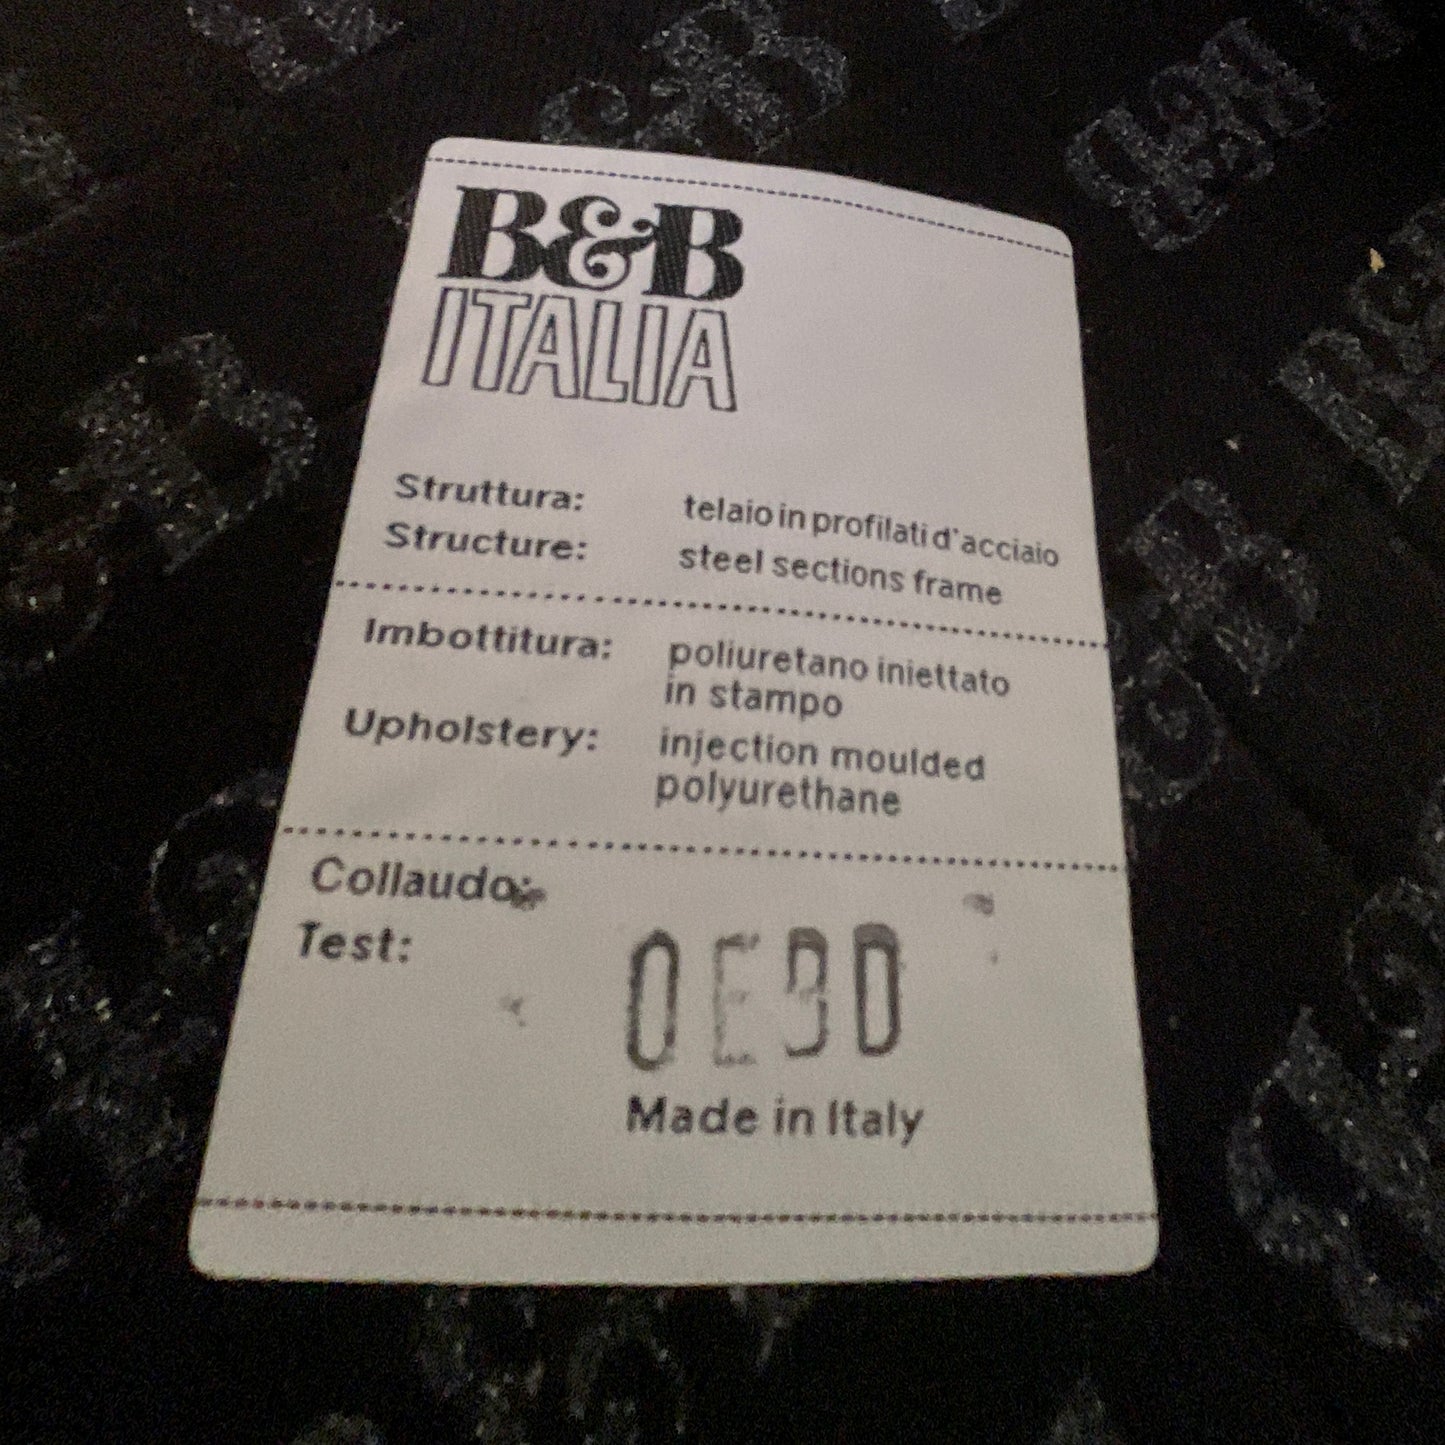 B&B
ITALIA
Struttura: telaio in profilati d'acciaio
Structure: steel sections frame
Imbottitura: poliuretano iniettato
in stampo
Upholstery: injection moulded
polyurethane
Collaudo:
Test:
Made in Italy